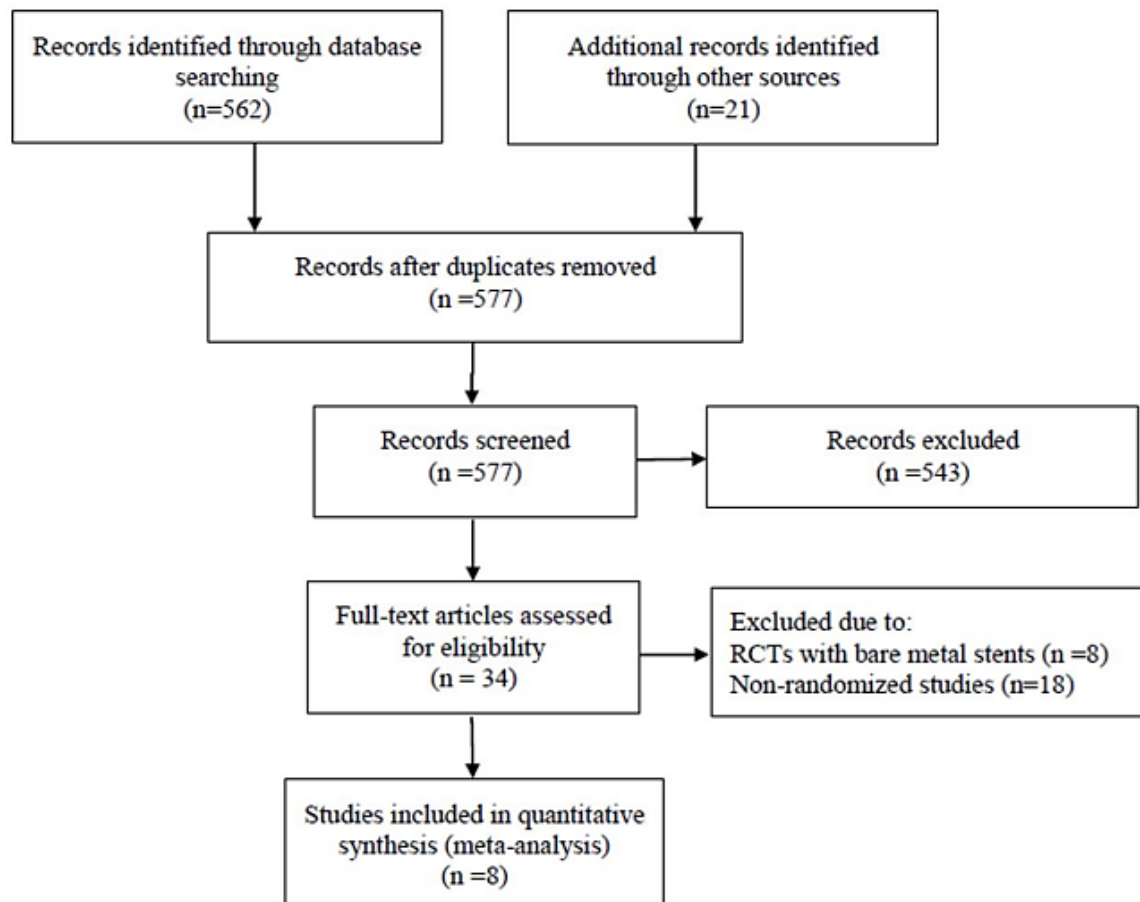 Records identified through database
searching
(n=562)
Additional records identified
through other sources
(n=21)
Records after duplicates removed
(n =577)
Records screened
(n =577)
Records excluded
(n =543)
Full-text articles assessed
for eligibility
(n = 34)
Excluded due to:
RCTs with bare metal stents (n =8)
Non-randomized studies (n=18)
Studies included in quantitative
synthesis (meta-analysis)
(n =8)